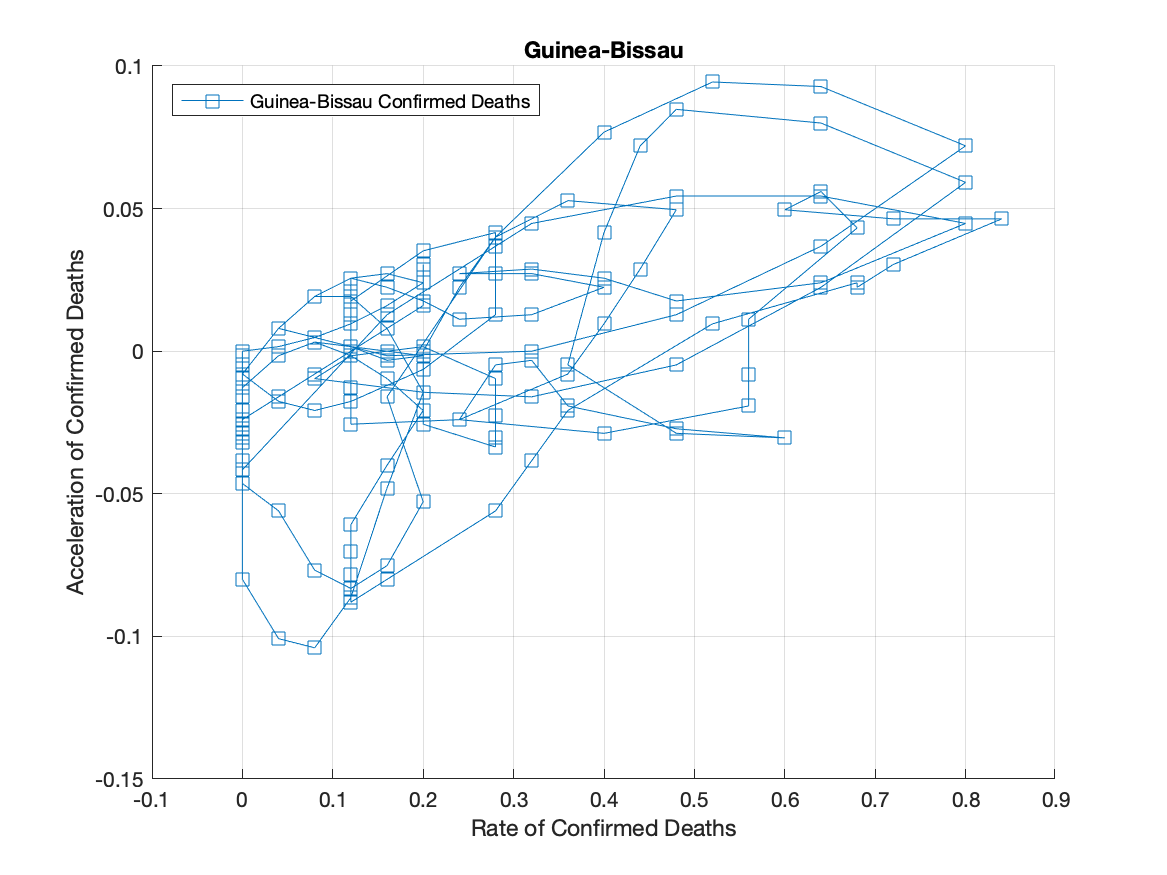 Guinea-Bissau
Guinea-Bissau Confirmed Deaths
0.1
0.05
0
-0.05
-0.1
-0.15
Acceleration of Confirmed Deaths
-0.1 0 0.1 0.2 0.3 0.4 0.5 0.6 0.7 0.8 0.9
Rate of Confirmed Deaths